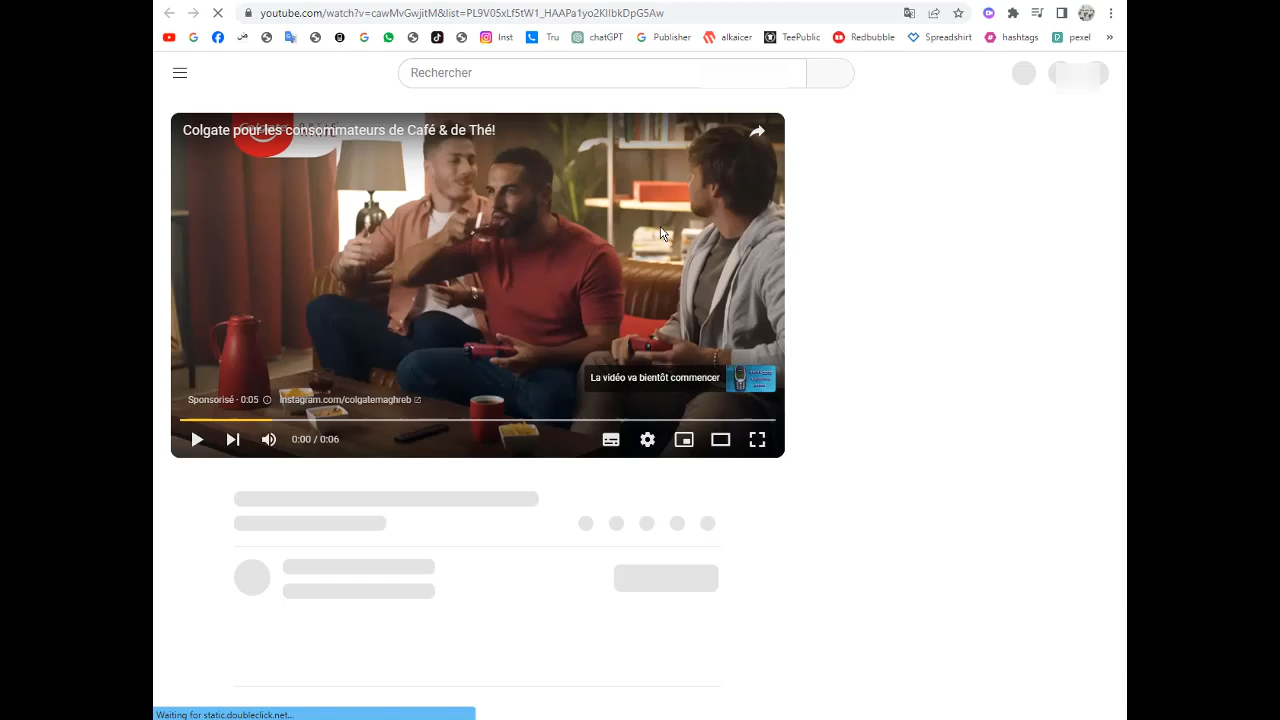 youtube.com/watch?v=cawMvGwjitM&list=PL9V05xLf5tW1_HAAPa1yo2KIIbkDpG5Aw
Inst
Tru
chatGPT
Publisher
alkaicer
TeePublic
Redbubble
Spreadshirt
hashtags
pexel
»
Rechercher
Colgate pour les consommateurs de Café & de Thé!
La vidéo va bientôt commencer
Sponsorisé · 0:05
instagram.com/colgatemaghreb
0:00 / 0:06
Waiting for static.doubleclick.net...